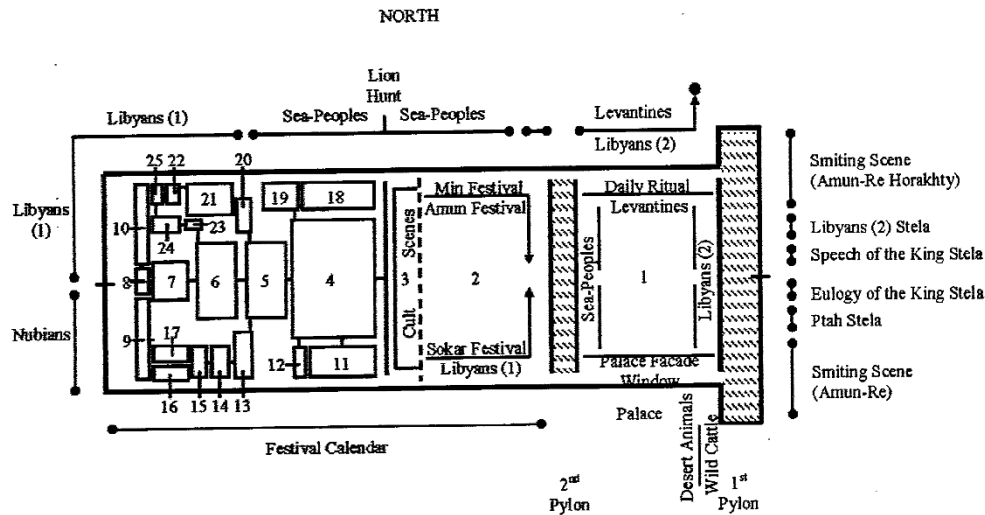 NORTH
Lion
Hunt
Libyans (1)
Sea-Peoples
Sea-Peoples
Levantines
Libyans (2)
25
22
20
21
19
18
Min Festival
Amun Festival
Daily Ritual
Levantines
Smiting Scene
(Amun-Re Horakhty)
Libyans
(1)
10
24
23
Scenes
Sea-Peoples
Libyans (2)
Libyans (2) Stela
Speech of the King Stela
8
7
6
5
4
3
2
1
Nubians
9
17
Cult
Eulogy of the King Stela
Ptah Stela
12
11
Sokar Festival
Libyans (1)
Palace Facade
Window
Smiting Scene
(Amun-Re)
16
15
14
13
Palace
Festival Calendar
Desert Animals
Wild Cattle
2nd
Pylon
1st
Pylon